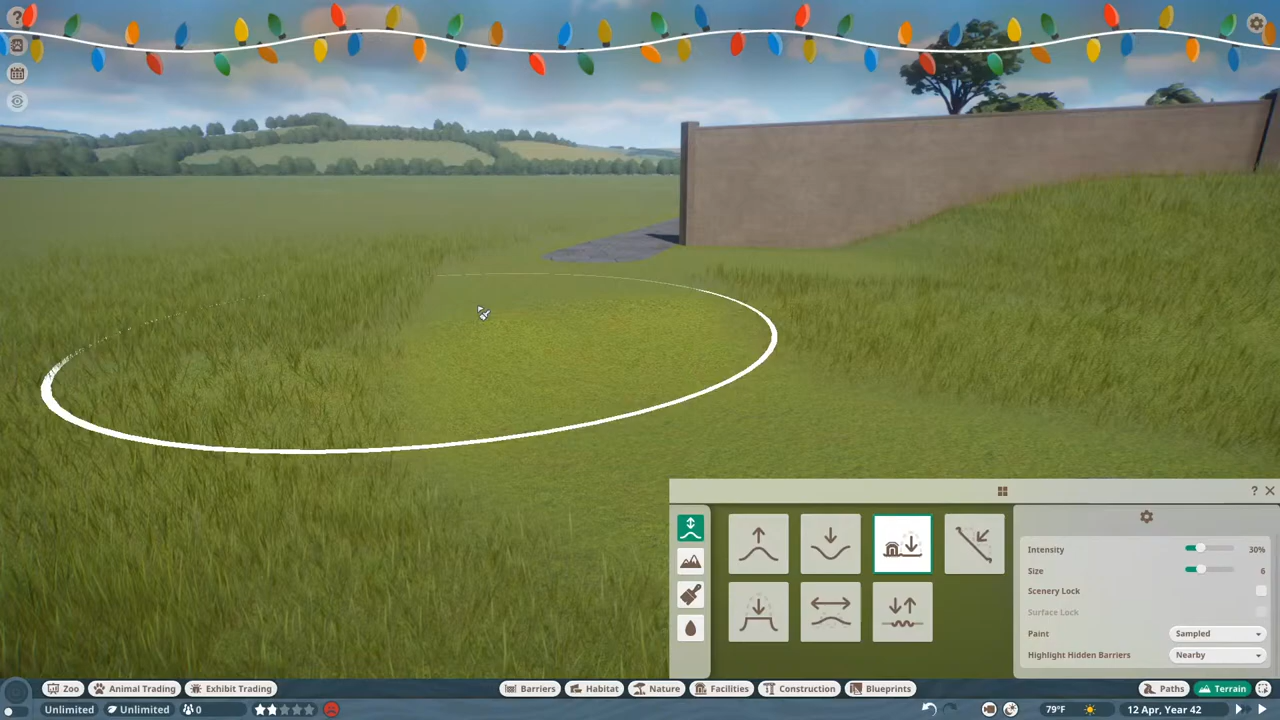 ?
? 
Intensity 30%
Size 6
Scenery Lock
Surface Lock
Paint Sampled
Highlight Hidden Barriers Nearby
Zoo Animal Trading Exhibit Trading Barriers Habitat Nature Facilities Construction Blueprints Paths Terrain
Unlimited Unlimited 0 79°F 12 Apr, Year 42